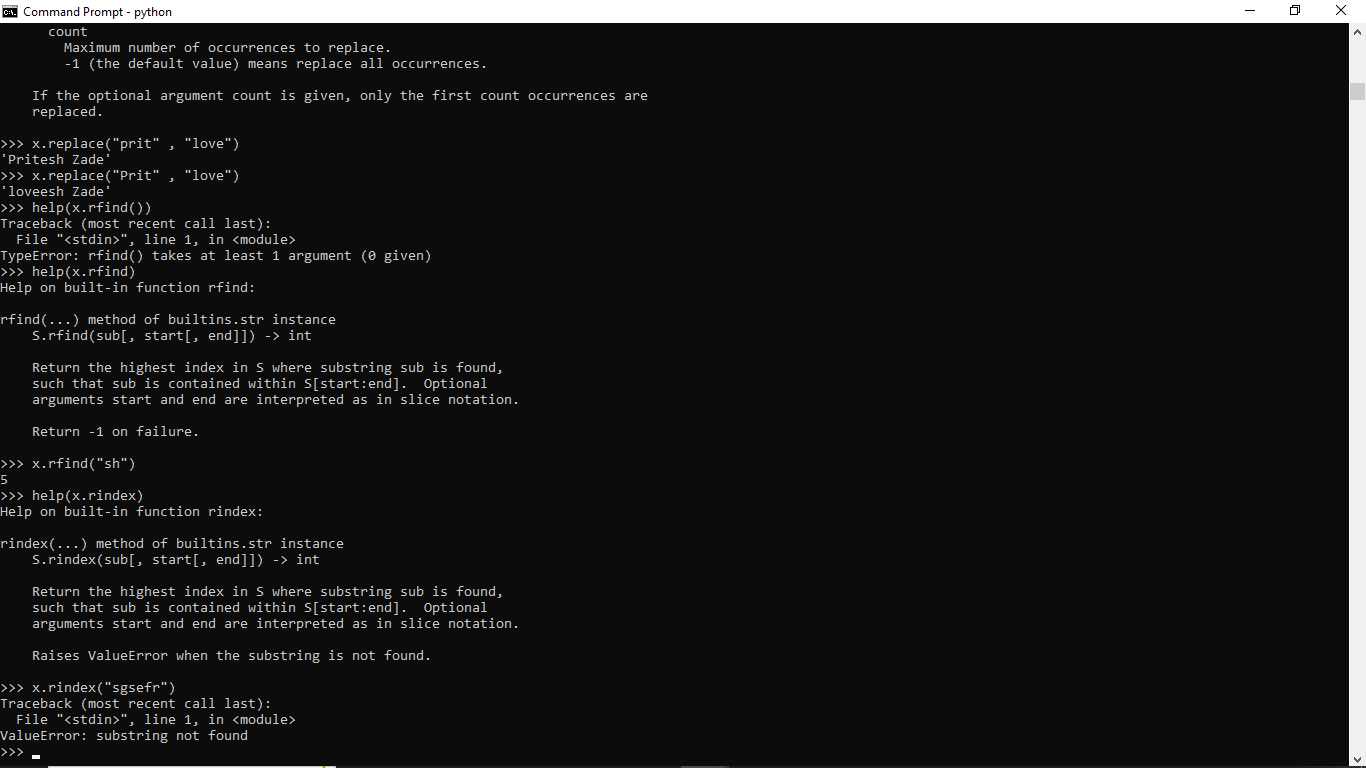 Command Prompt - python
      count
        Maximum number of occurrences to replace.
        -1 (the default value) means replace all occurrences.

    If the optional argument count is given, only the first count occurrences are
    replaced.

>>> x.replace("prit" , "love")
'Pritesh Zade'
>>> x.replace("Prit" , "love")
'loveesh Zade'
>>> help(x.rfind())
Traceback (most recent call last):
  File "<stdin>", line 1, in <module>
TypeError: rfind() takes at least 1 argument (0 given)
>>> help(x.rfind)
Help on built-in function rfind:

rfind(...) method of builtins.str instance
    S.rfind(sub[, start[, end]]) -> int

    Return the highest index in S where substring sub is found,
    such that sub is contained within S[start:end].  Optional
    arguments start and end are interpreted as in slice notation.

    Return -1 on failure.

>>> x.rfind("sh")
5
>>> help(x.rindex)
Help on built-in function rindex:

rindex(...) method of builtins.str instance
    S.rindex(sub[, start[, end]]) -> int

    Return the highest index in S where substring sub is found,
    such that sub is contained within S[start:end].  Optional
    arguments start and end are interpreted as in slice notation.

    Raises ValueError when the substring is not found.

>>> x.rindex("sgsefr")
Traceback (most recent call last):
  File "<stdin>", line 1, in <module>
ValueError: substring not found
>>>